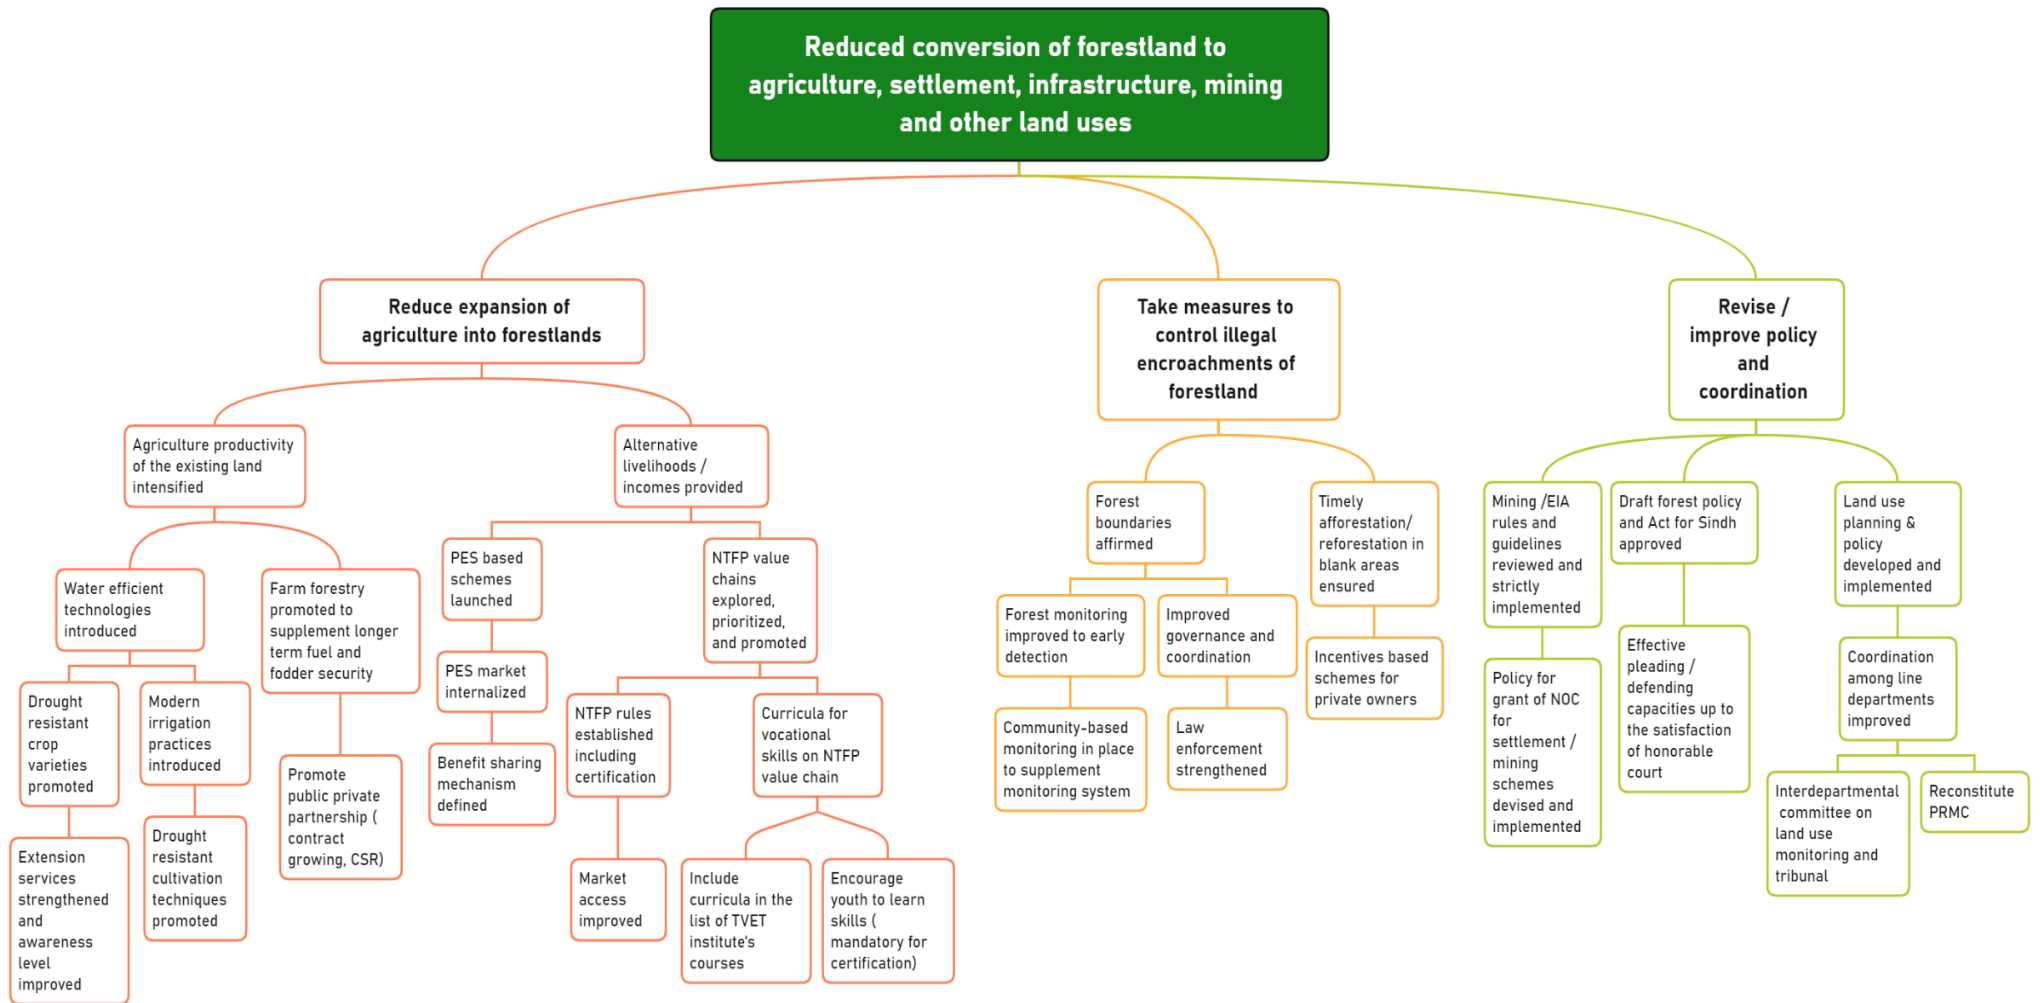 Reduced conversion of forestland to
agriculture, settlement, infrastructure, mining
and other land uses
Reduce expansion of
agriculture into forestlands
Take measures to
control illegal
encroachments of
forestland
Revise /
improve policy
and
coordination
Agriculture productivity
of the existing land
intensified
Alternative
livelihoods /
incomes provided
Forest
boundaries
affirmed
Timely
afforestation/
reforestation in
blank areas
ensured
Mining /EIA
rules and
guidelines
reviewed and
strictly
implemented
Draft forest policy
and Act for Sindh
approved
Land use
planning &
policy
developed and
implemented
Water efficient
technologies
introduced
Farm forestry
promoted to
supplement longer
term fuel and
fodder security
PES based
schemes
launched
NTFP value
chains
explored,
prioritized,
and promoted
Forest monitoring
improved to early
detection
Improved
governance and
coordination
Incentives based
schemes for
private owners
Policy for
grant of NOC
for
settlement /
mining
schemes
devised and
implemented
Effective
pleading /
defending
capacities up to
the satisfaction
of honorable
court
Coordination
among line
departments
improved
Drought
resistant
crop
varieties
promoted
Modern
irrigation
practices
introduced
Promote
public private
partnership (
contract
growing, CSR)
PES market
internalized
Benefit sharing
mechanism
defined
NTFP rules
established
including
certification
Curricula for
vocational
skills on NTFP
value chain
Community-based
monitoring in place
to supplement
monitoring system
Law
enforcement
strengthened
Interdepartmental
committee on
land use
monitoring and
tribunal
Reconstitute
PRMC
Extension
services
strengthened
and
awareness
level
improved
Drought
resistant
cultivation
techniques
promoted
Market
access
improved
Include
curricula in the
list of TVET
institute's
courses
Encourage
youth to learn
skills (
mandatory for
certification)